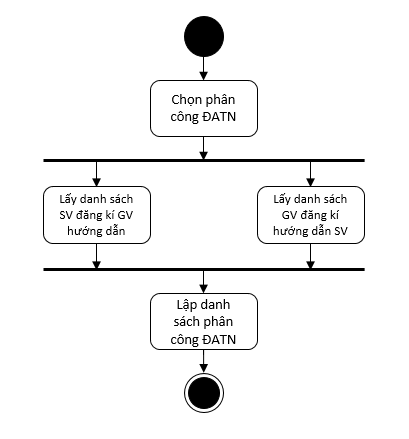 Chọn phân
công ĐATN
Lấy danh sách
SV đăng kí GV
hướng dẫn
Lấy danh sách
GV đăng kí
hướng dẫn SV
Lập danh
sách phân
công ĐATN